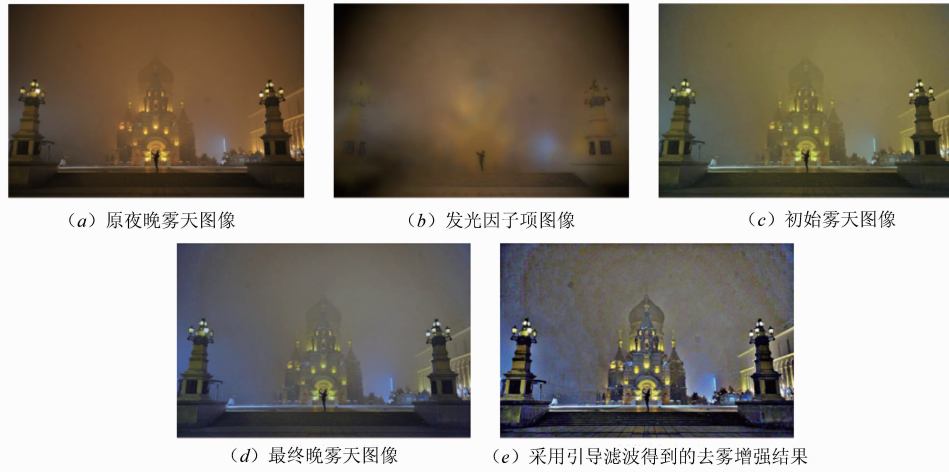 (a) 原夜晚雾天图像
(b) 发光因子项图像
(c) 初始雾天图像
(d) 最终晚雾天图像
(e) 采用引导滤波得到的去雾增强结果